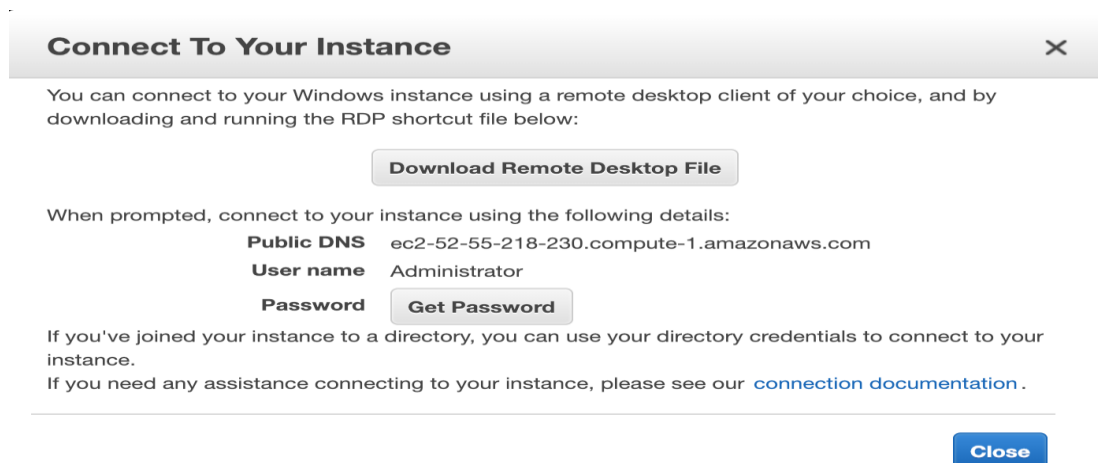 Connect To Your Instance
You can connect to your Windows instance using a remote desktop client of your choice, and by
downloading and running the RDP shortcut file below:
Download Remote Desktop File
When prompted, connect to your instance using the following details:
Public DNS ec2-52-55-218-230.compute-1.amazonaws.com
User name Administrator
Password Get Password
If you've joined your instance to a directory, you can use your directory credentials to connect to your
instance.
If you need any assistance connecting to your instance, please see our connection documentation.
Close